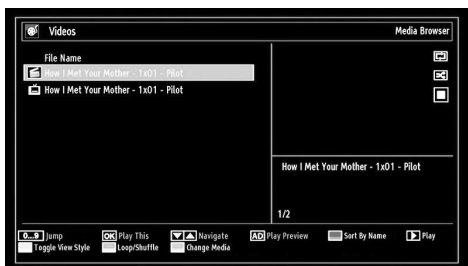 Videos
Media Browser
File Name
How I Met Your Mother - 1x01 - Pilot
How I Met Your Mother - 1x01 - Pilot
How I Met Your Mother - 1x01 - Pilot
1/2
0...9 Jump OK Play This Navigate AD Play Preview Sort By Name Play
Toggle View Style Loop/Shuffle Change Media